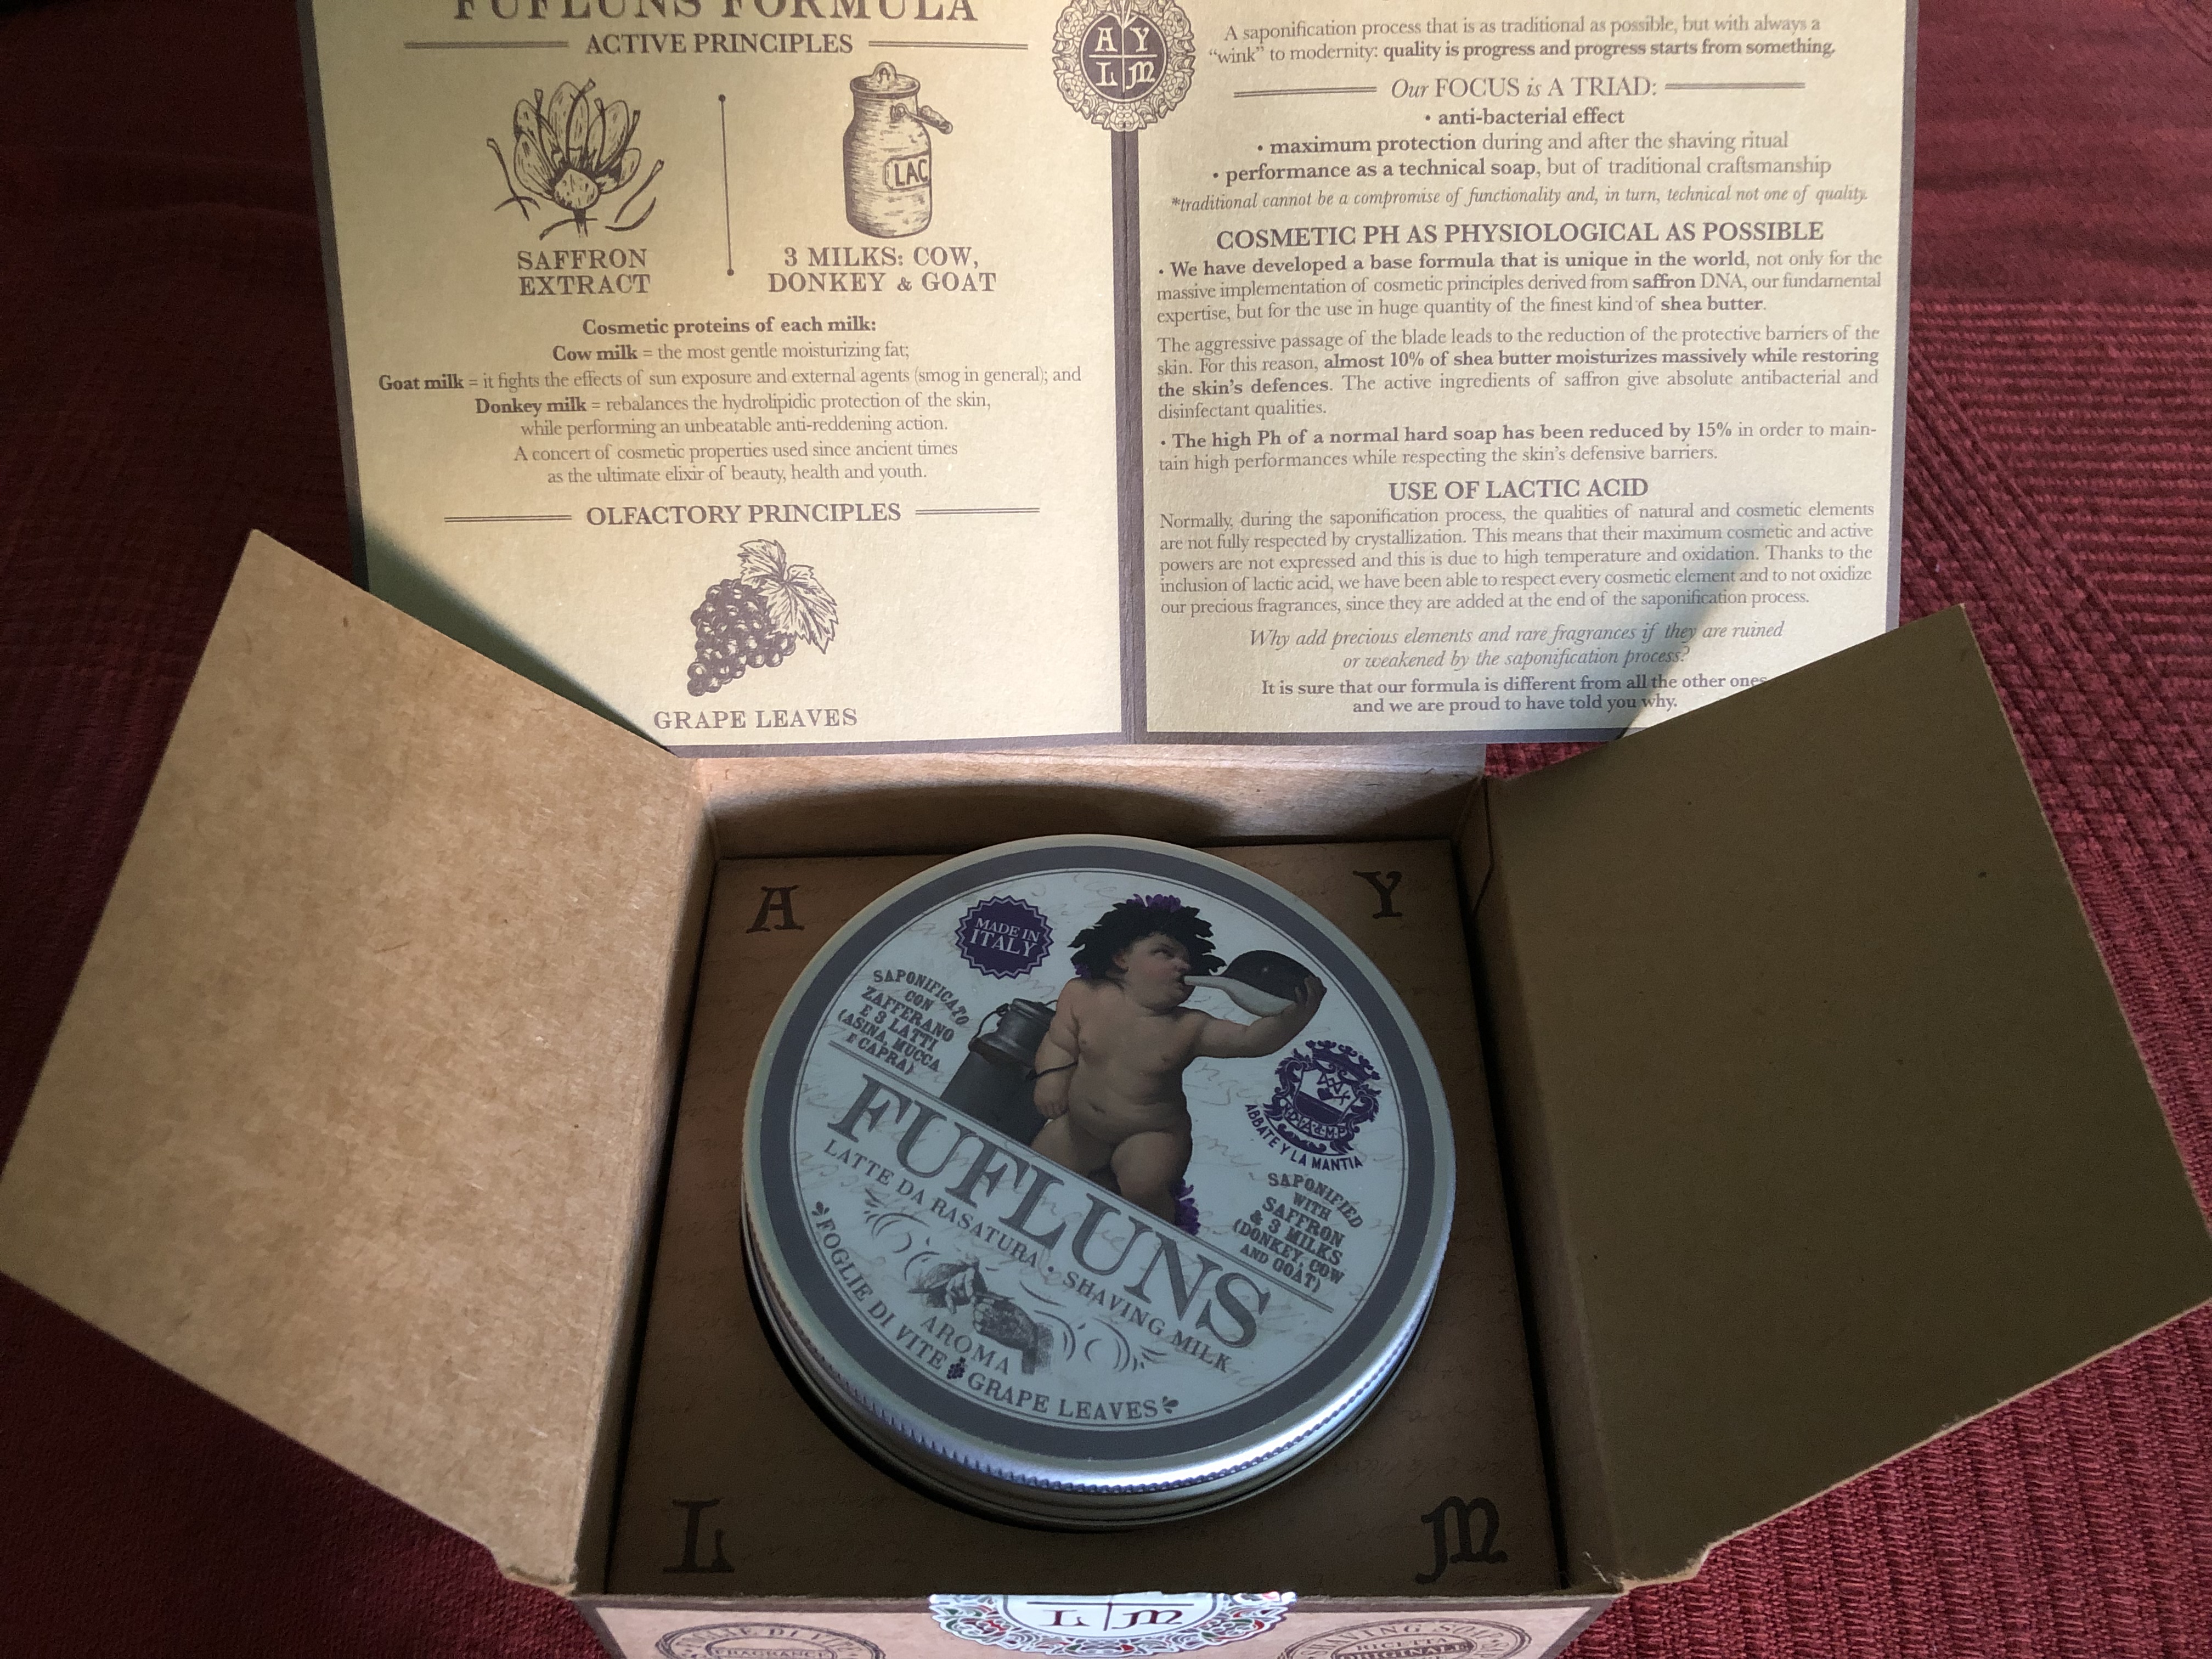 FUFLUNS FORMULA
ACTIVE PRINCIPLES
LAC
SAFFRON
EXTRACT
3 MILKS: COW,
DONKEY & GOAT
Cosmetic proteins of each milk:
Cow milk = the most gentle moisturizing fat;
Goat milk = it fights the effects of sun exposure and external agents (smog in general); and
Donkey milk = rebalances the hydrolipidic protection of the skin,
while performing an unbeatable anti-reddening action.
A concert of cosmetic properties used since ancient times
as the ultimate elixir of beauty, health and youth.
OLFACTORY PRINCIPLES
GRAPE LEAVES
A Y
L M
A saponification process that is as traditional as possible, but with always a
“wink” to modernity: quality is progress and progress starts from something.
Our FOCUS is A TRIAD:
• anti-bacterial effect
• maximum protection during and after the shaving ritual
• performance as a technical soap, but of traditional craftsmanship
*traditional cannot be a compromise of functionality and, in turn, technical not one of quality.
COSMETIC PH AS PHYSIOLOGICAL AS POSSIBLE
• We have developed a base formula that is unique in the world, not only for the
massive implementation of cosmetic principles derived from saffron DNA, our fundamental
expertise, but for the use in huge quantity of the finest kind of shea butter.
The aggressive passage of the blade leads to the reduction of the protective barriers of the
skin. For this reason, almost 10% of shea butter moisturizes massively while restoring
the skin’s defences. The active ingredients of saffron give absolute antibacterial and
disinfectant qualities.
• The high Ph of a normal hard soap has been reduced by 15% in order to main-
tain high performances while respecting the skin’s defensive barriers.
USE OF LACTIC ACID
Normally, during the saponification process, the qualities of natural and cosmetic elements
are not fully respected by crystallization. This means that their maximum cosmetic and active
powers are not expressed and this is due to high temperature and oxidation. Thanks to the
inclusion of lactic acid, we have been able to respect every cosmetic element and to not oxidize
our precious fragrances, since they are added at the end of the saponification process.
Why add precious elements and rare fragrances if they are ruined
or weakened by the saponification process?
It is sure that our formula is different from all the other ones
and we are proud to have told you why.
A
Y
MADE IN
ITALY
SAPONIFICATO
CON
ZAFFERANO
E 3 LATTI
(ASINA, MUCCA
E CAPRA)
ABBATE Y LA MANTIA
SAPONIFIED
WITH
SAFFRON
& 3 MILKS
(DONKEY, COW
AND GOAT)
FUFLUNS
LATTE DA RASATURA • SHAVING MILK
AROMA
FOGLIE DI VITE GRAPE LEAVES
L
M
L M
FRAGRANCE
SHAVING SOAP
RICETTA
ORIGINALE